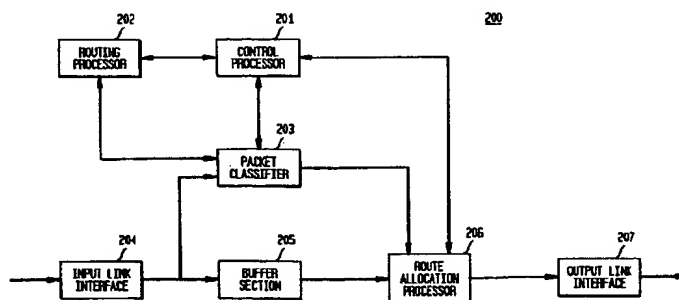 202
201
200
ROUTING
PROCESSOR
CONTROL
PROCESSOR
203
PACKET
CLASSIFIER
204
205
206
207
INPUT LINK
INTERFACE
BUFFER
SECTION
ROUTE
ALLOCATION
PROCESSOR
OUTPUT LINK
INTERFACE